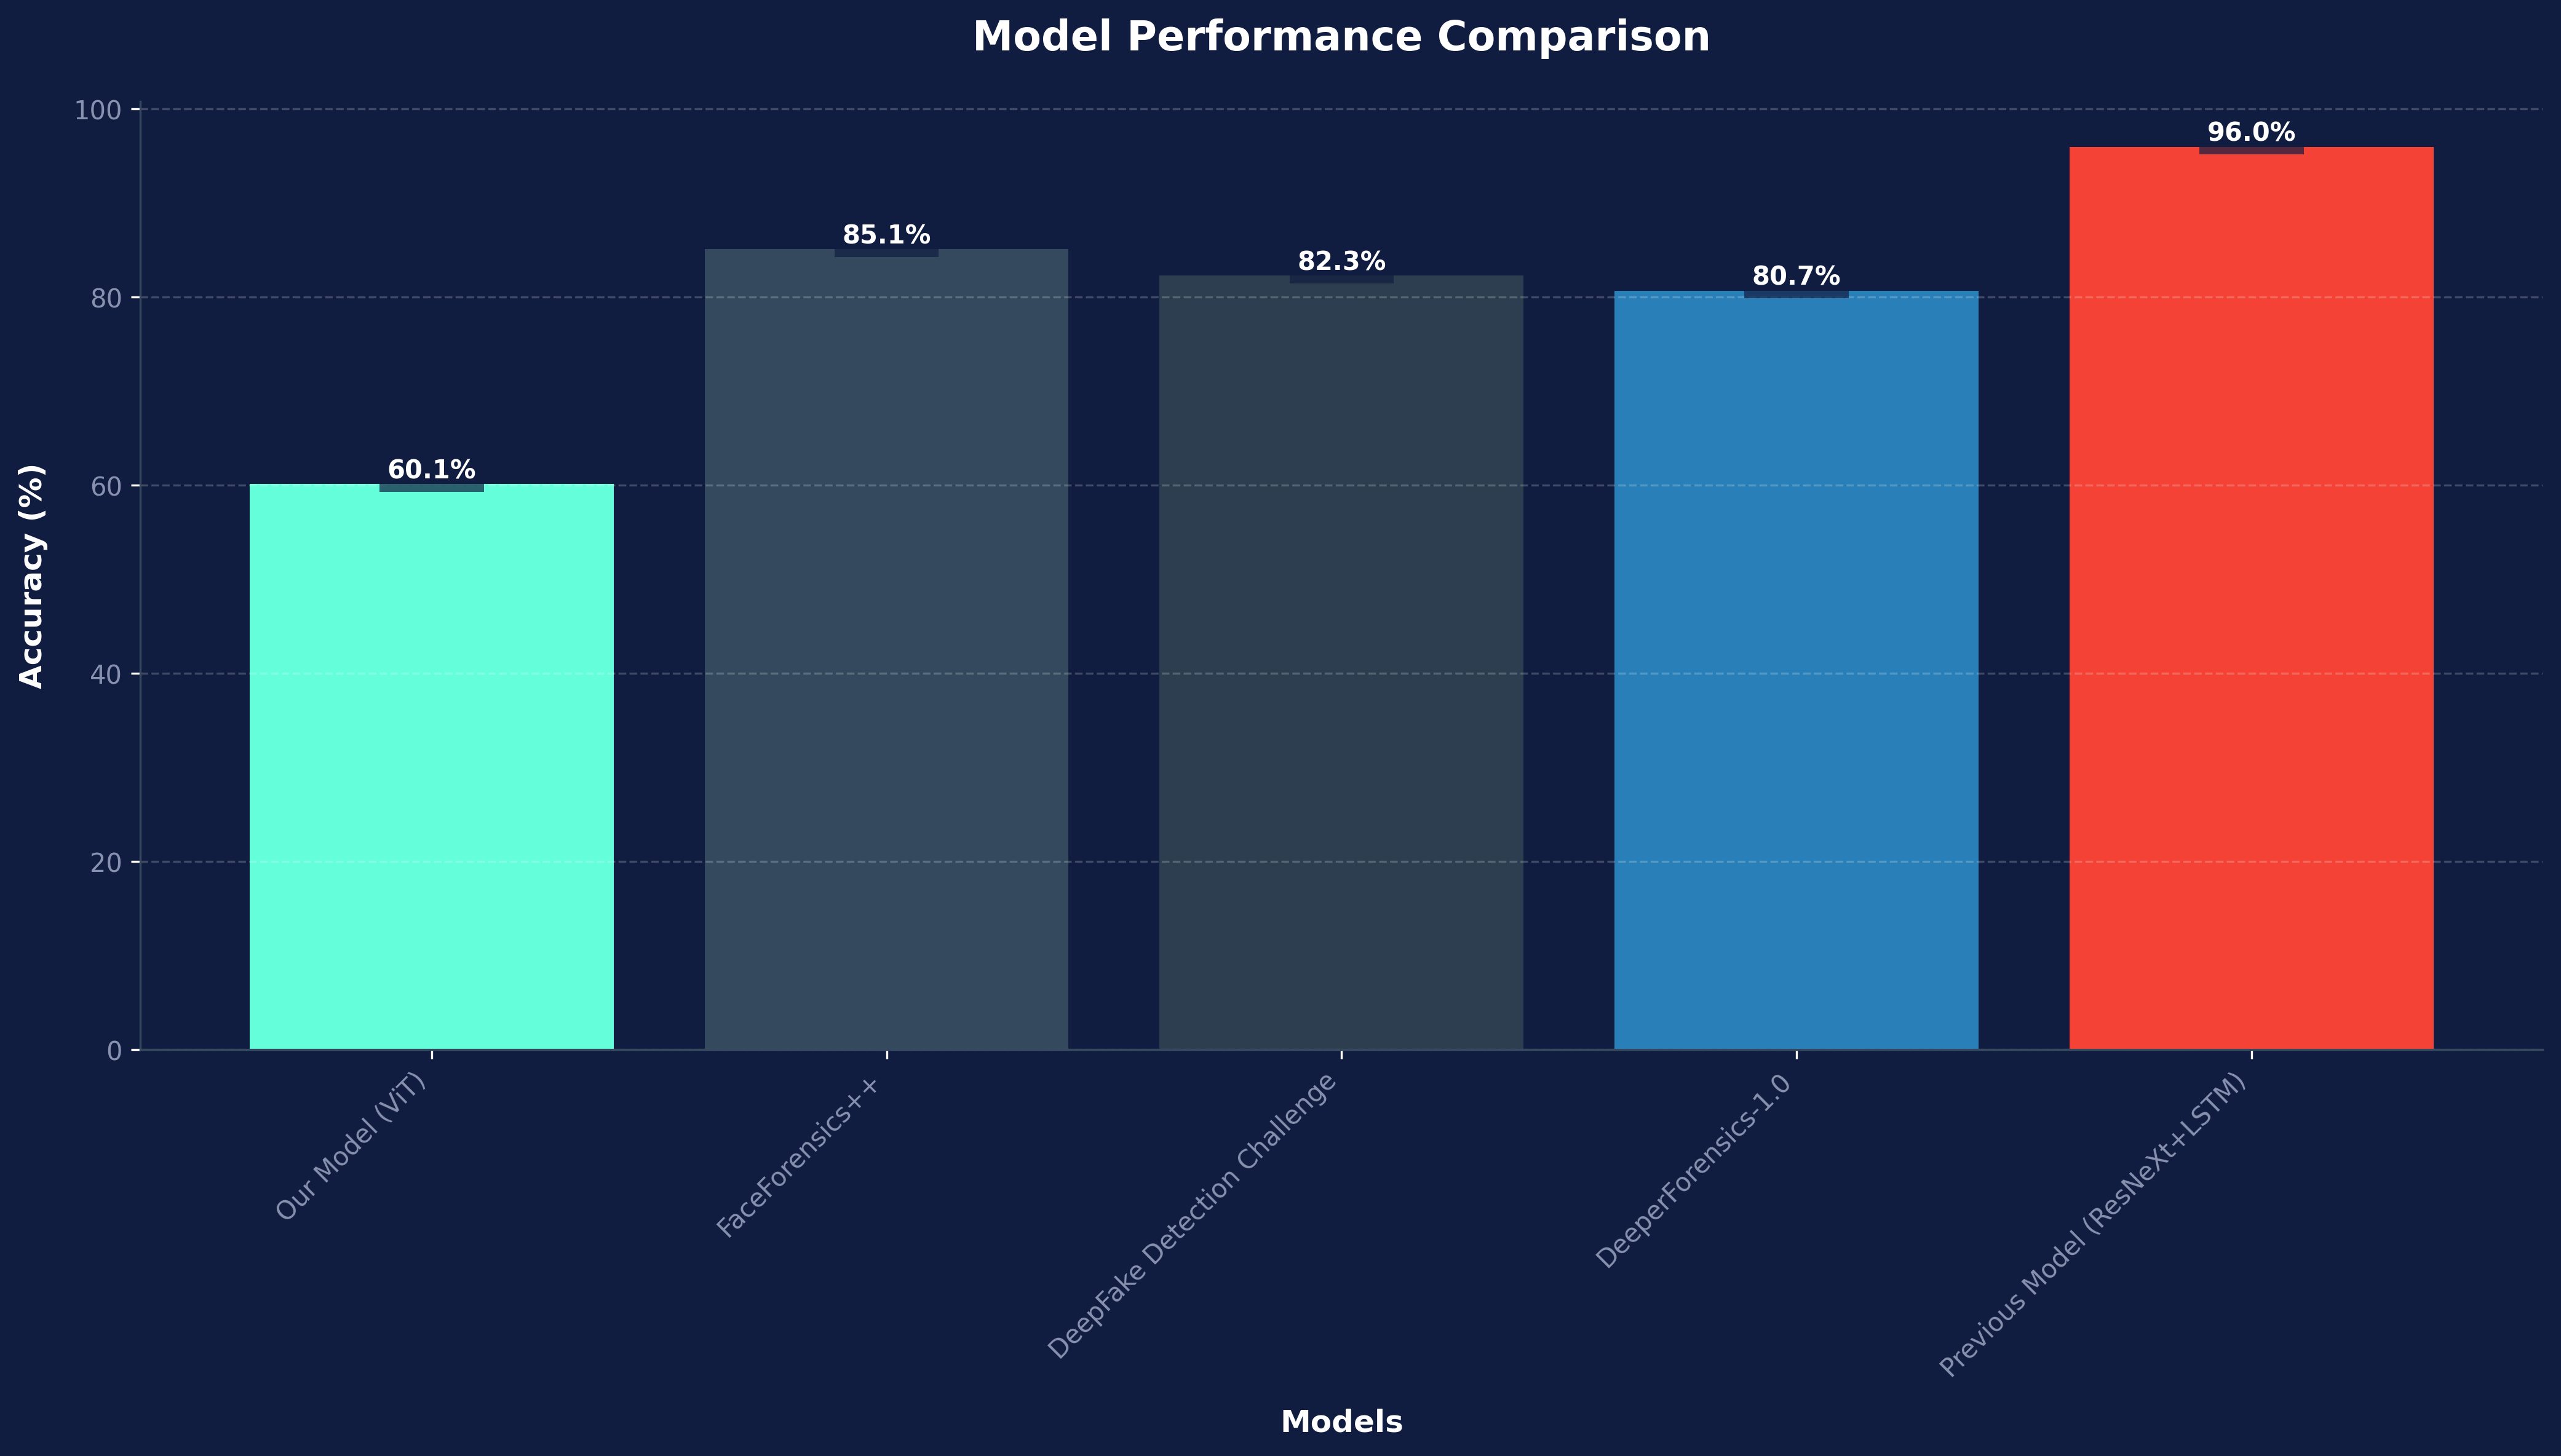 Model Performance Comparison
Accuracy (%)
100
80
60
40
20
0
60.1%
85.1%
82.3%
80.7%
96.0%
Our Model (ViT)
FaceForensics++
DeepFake Detection Challenge
DeeperForensics-1.0
Previous Model (ResNeXt+LSTM)
Models